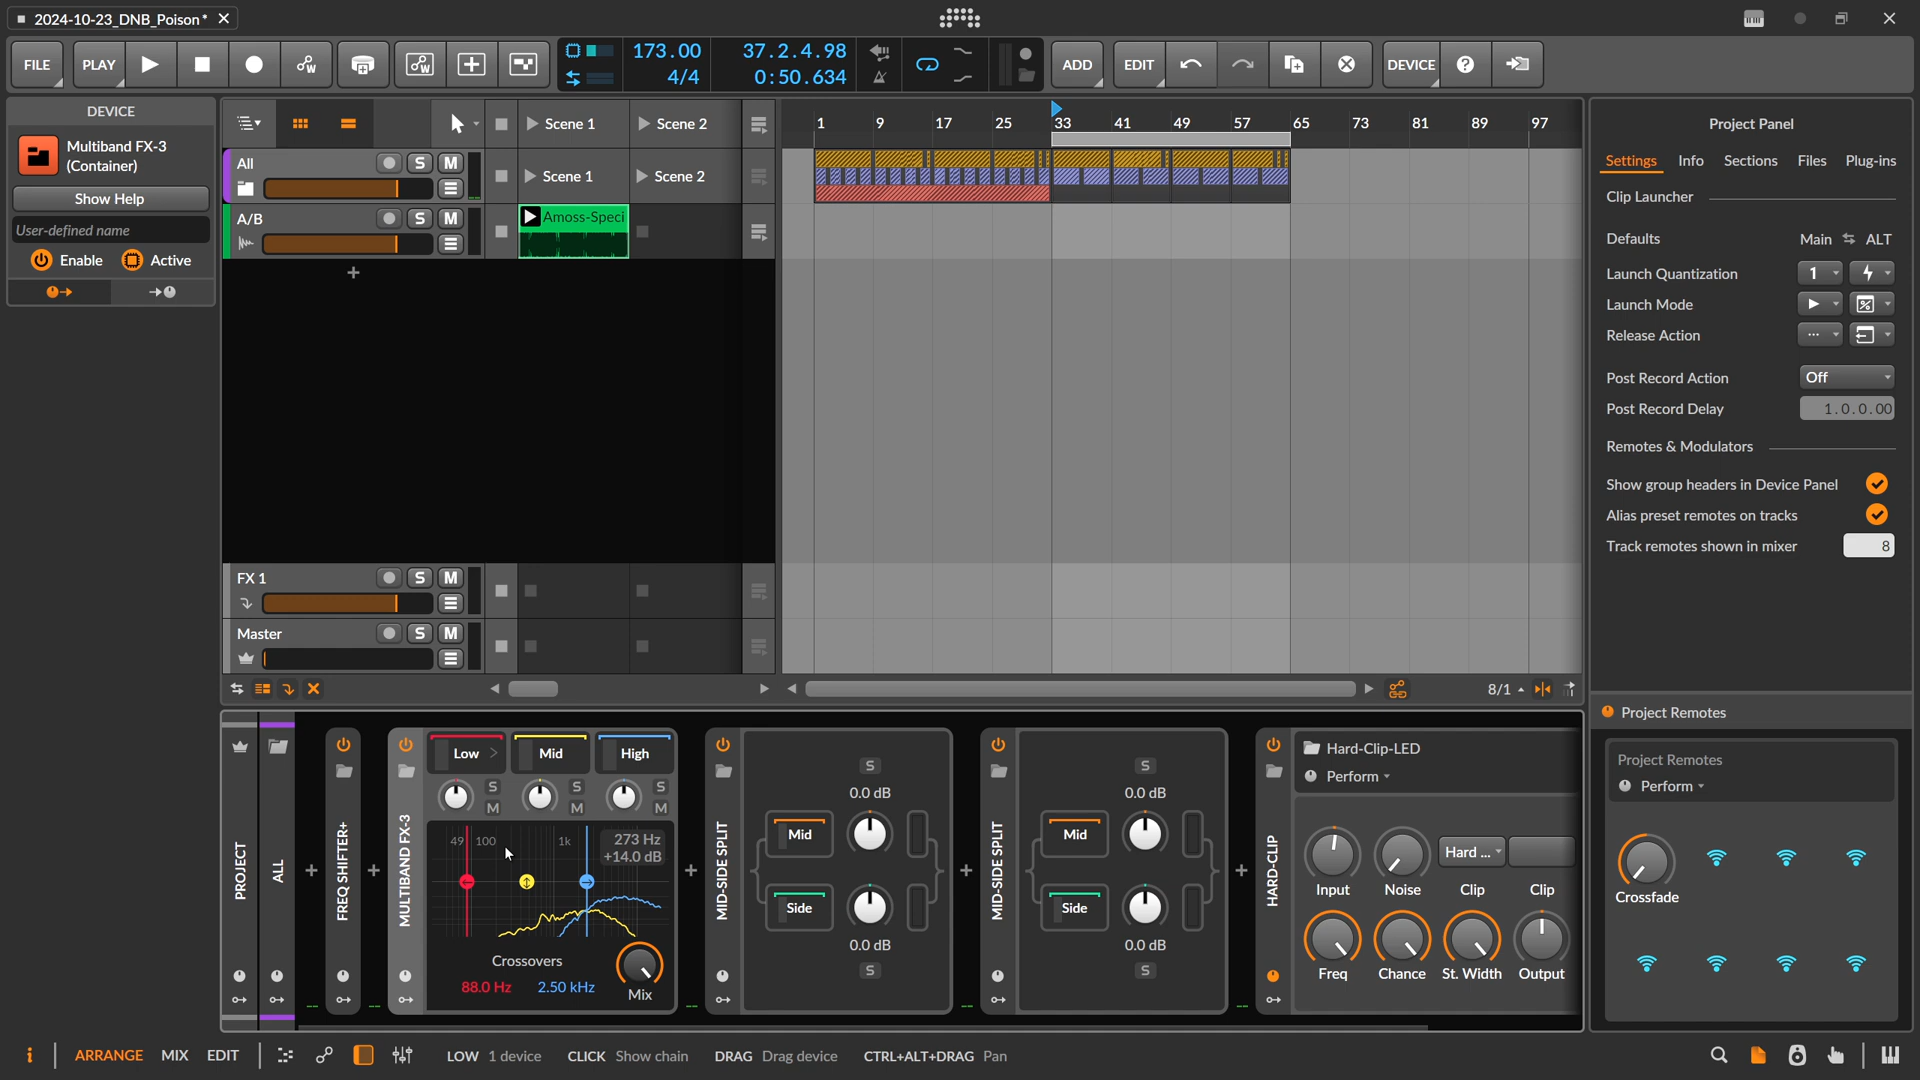 2024-10-23_DNB_Poison*
FILE
PLAY
173.00
4/4
37.2.4.98
0:50.634
ADD
EDIT
DEVICE
DEVICE
Multiband FX-3
(Container)
Show Help
User-defined name
Enable
Active
Scene 1
Scene 2
1
9
17
25
33
41
49
57
65
73
81
89
97
All
S
M
Scene 1
Scene 2
A/B
S
M
Amoss-Speci
FX 1
S
M
Master
S
M
8/1
Project Panel
Settings
Info
Sections
Files
Plug-ins
Clip Launcher
Defaults
Main
ALT
Launch Quantization
1
Launch Mode
Release Action
Post Record Action
Off
Post Record Delay
1.0.0.00
Remotes & Modulators
Show group headers in Device Panel
Alias preset remotes on tracks
Track remotes shown in mixer
8
Project Remotes
Project Remotes
Perform
Crossfade
PROJECT
ALL
FREQ SHIFTER+
MULTIBAND FX-3
Low
Mid
High
S
M
S
M
S
M
49
100
1k
273 Hz
+14.0 dB
Crossovers
88.0 Hz
2.50 kHz
Mix
MID-SIDE SPLIT
S
0.0 dB
Mid
Side
0.0 dB
S
MID-SIDE SPLIT
S
0.0 dB
Mid
Side
0.0 dB
S
HARD-CLIP
Hard-Clip-LED
Perform
Input
Noise
Hard ...
Clip
Clip
Freq
Chance
St. Width
Output
ARRANGE
MIX
EDIT
LOW 1 device
CLICK Show chain
DRAG Drag device
CTRL+ALT+DRAG Pan